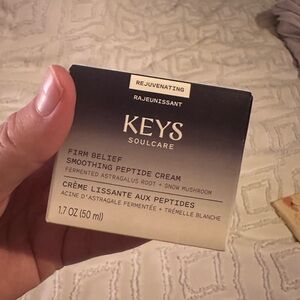 REJUVENATING
RAJEUNISSANT
KEYS
SOULCARE
FIRM BELIEF
SMOOTHING PEPTIDE CREAM
FERMENTED ASTRAGALUS ROOT + SNOW MUSHROOM
CRÈME LISSANTE AUX PEPTIDES
ACINE D'ASTRAGALE FERMENTÉE + TRÉMELLE BLANCHE
1.7 OZ (50 ml)